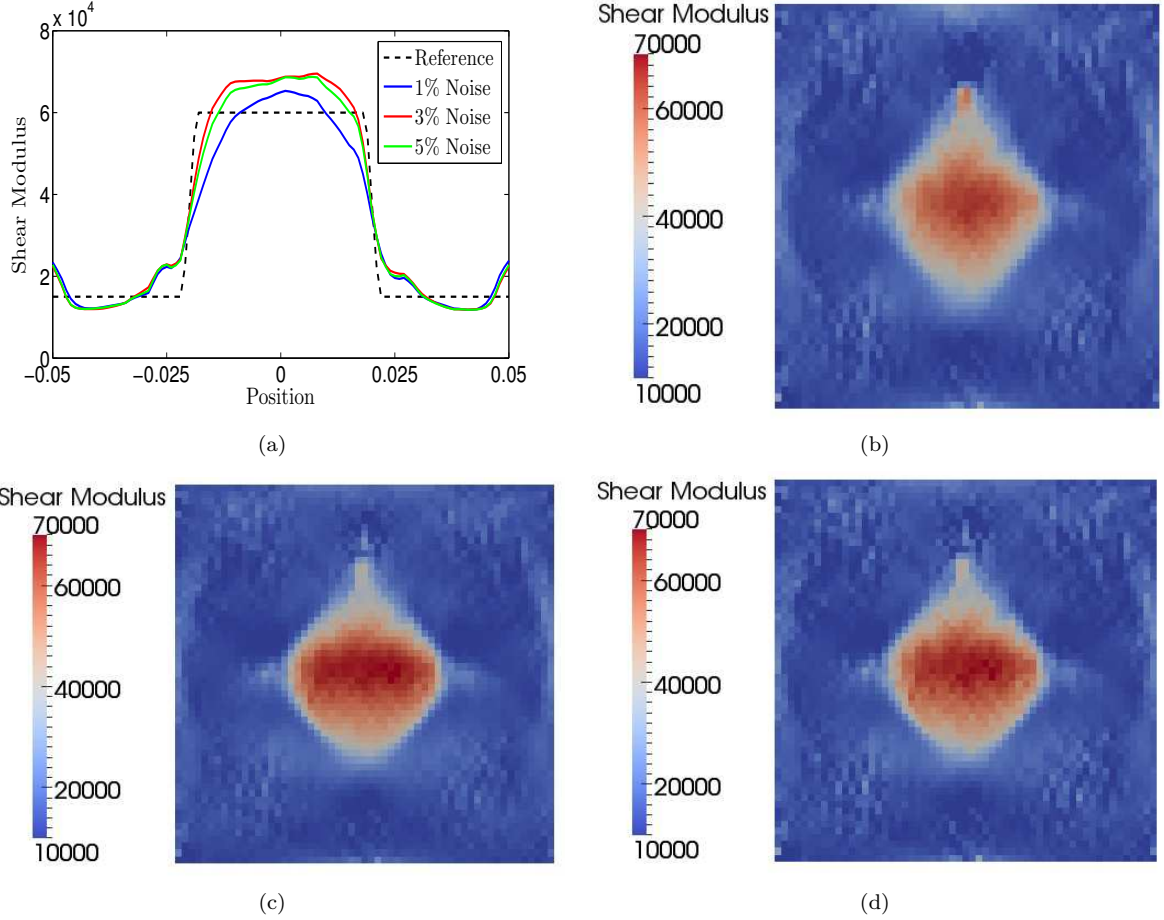 x 10^4
8
6
4
2
0
Shear Modulus
−0.05
−0.025
0
0.025
0.05
Position
Reference
1% Noise
3% Noise
5% Noise
(a)
Shear Modulus
70000
60000
40000
20000
10000
(b)
Shear Modulus
70000
60000
40000
20000
10000
(c)
Shear Modulus
70000
60000
40000
20000
10000
(d)